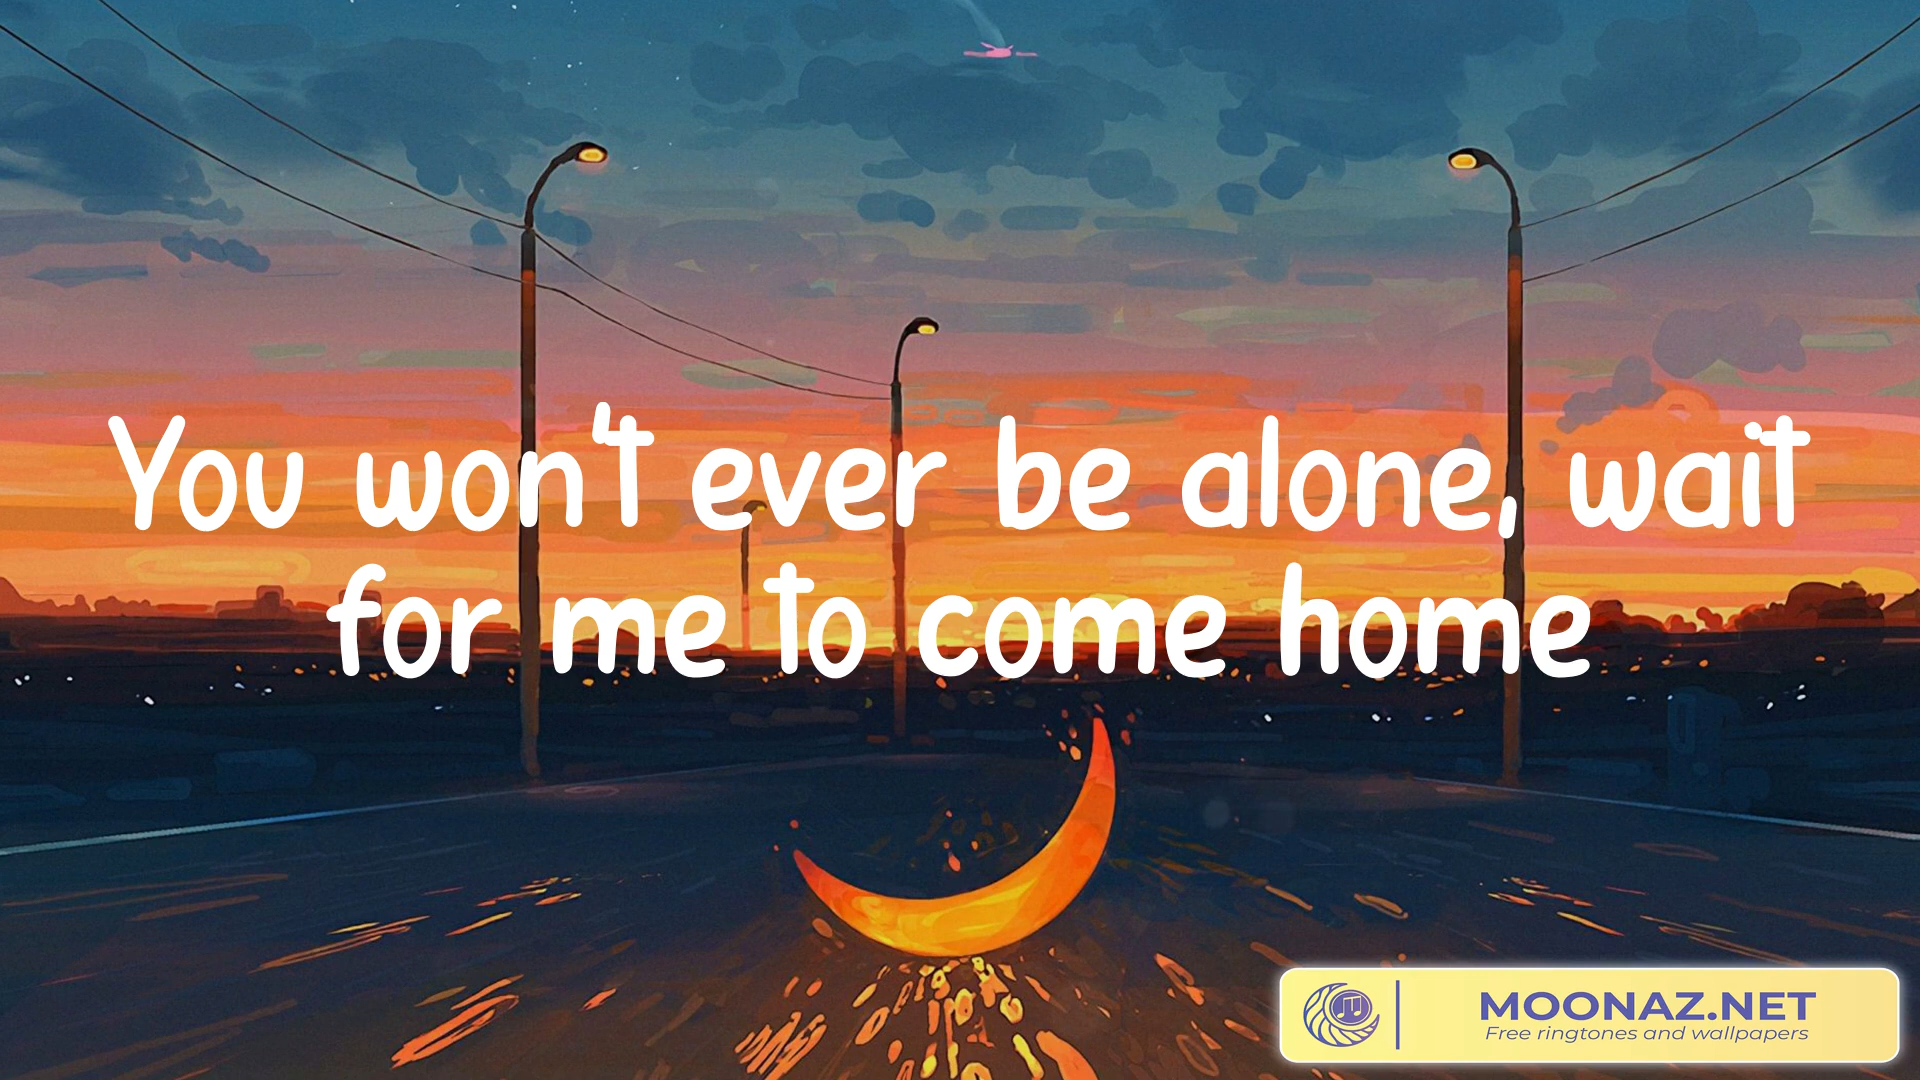 You won't ever be alone, wait
for me to come home
MOONAZ.NET
Free ringtones and wallpapers